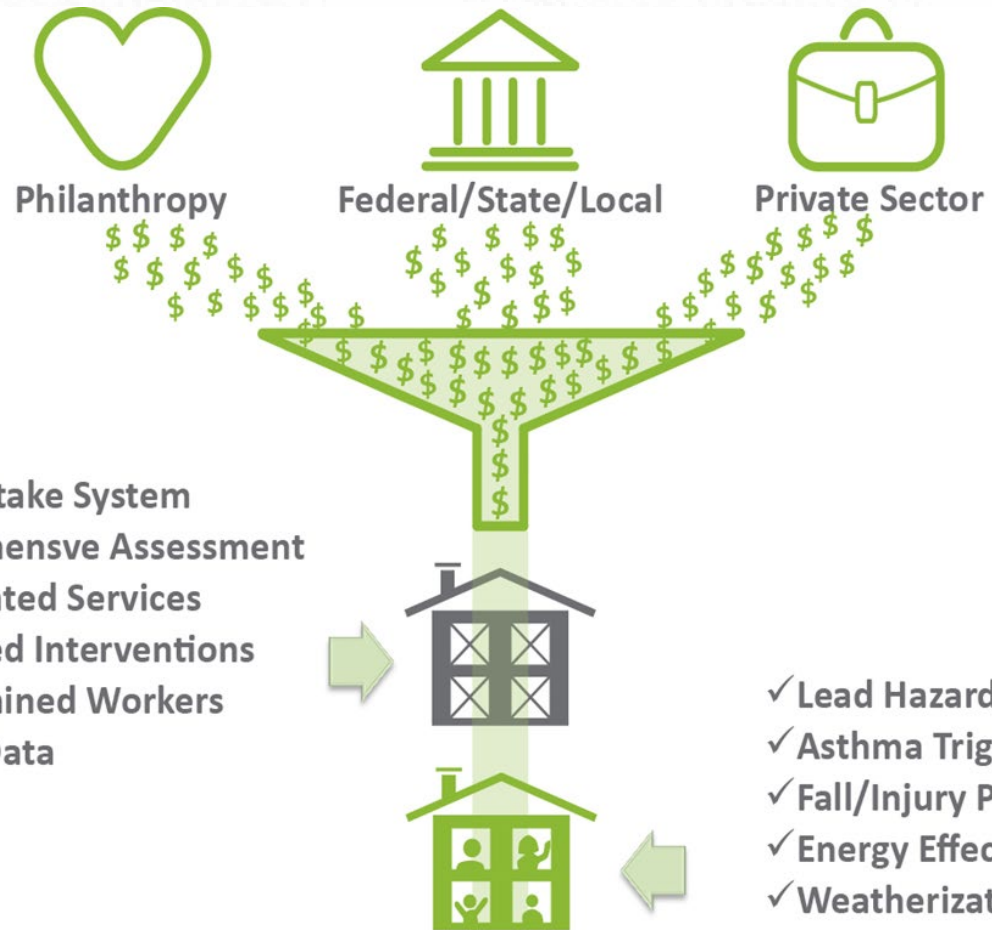 Philanthropy
Federal/State/Local
Private Sector
take System
hensve Assessment
ated Services
ed Interventions
ained Workers
Data
✓Lead Hazard
✓Asthma Trig
✓Fall/Injury P
✓Energy Effec
✓Weatherizat